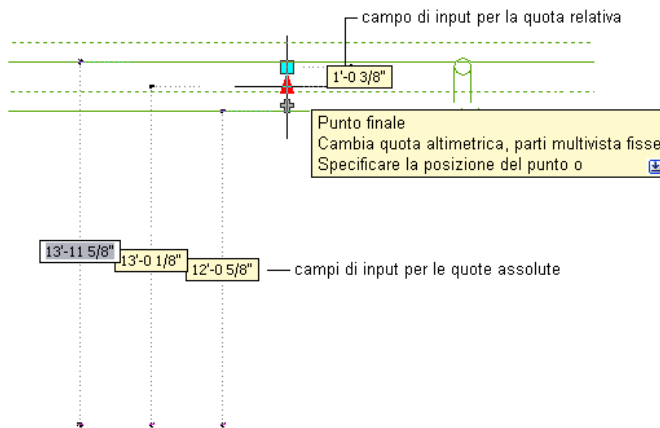 campo di input per la quota relativa
1'-0 3/8"
Punto finale
Cambia quota altimetrica, parti multivista fisse
Specificare la posizione del punto o
13'-11 5/8"
13'-0 1/8"
12'-0 5/8"
campi di input per le quote assolute